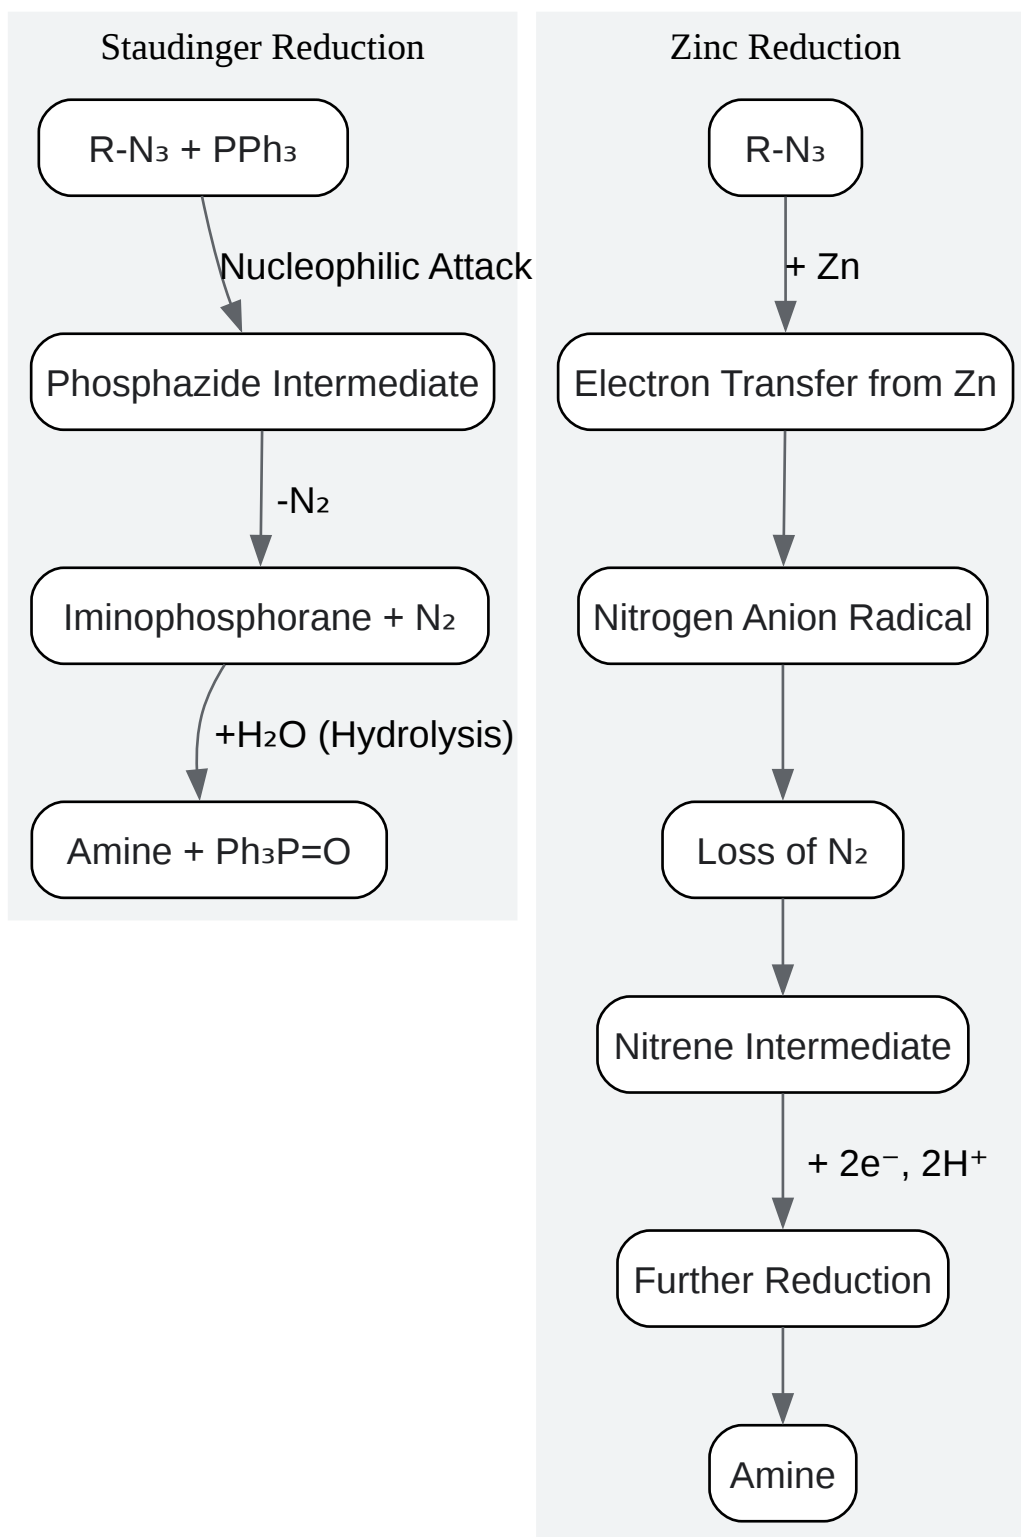 Staudinger Reduction
R-N₃ + PPh₃
Nucleophilic Attack
Phosphazide Intermediate
-N₂
Iminophosphorane + N₂
+H₂O (Hydrolysis)
Amine + Ph₃P=O
Zinc Reduction
R-N₃
+ Zn
Electron Transfer from Zn
Nitrogen Anion Radical
Loss of N₂
Nitrene Intermediate
+ 2e⁻, 2H⁺
Further Reduction
Amine